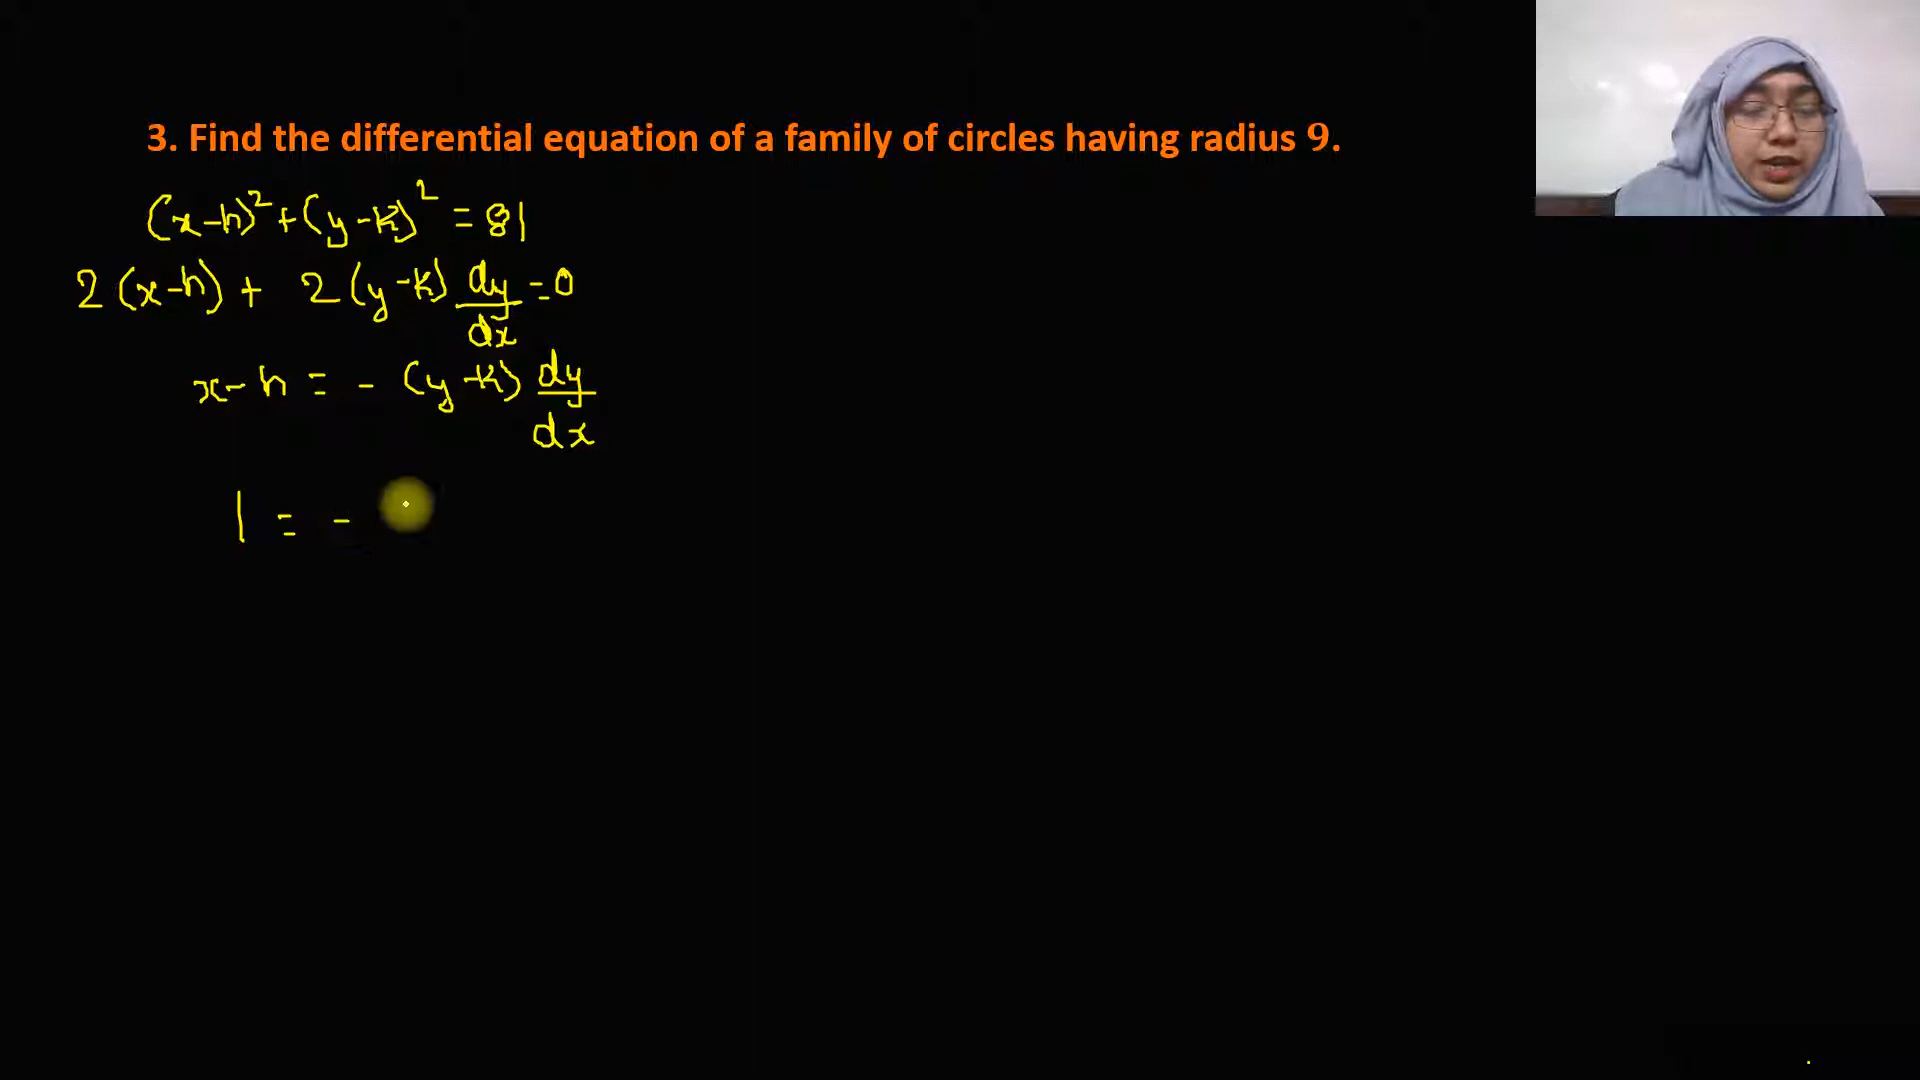 3. Find the differential equation of a family of circles having radius 9.
(x-h)²+(y-k)²=81
2(x-h)+ 2(y-k) dy/dx =0
x-h = - (y-k) dy/dx
1 = -